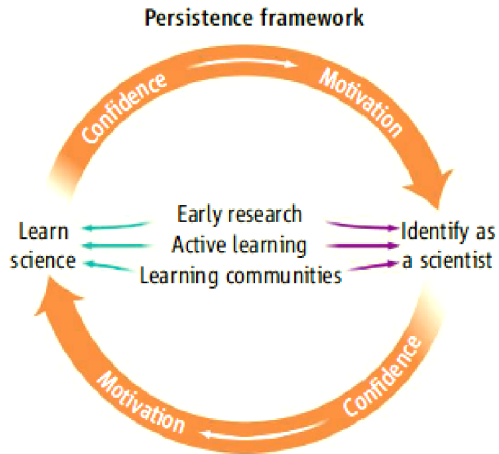 Persistence framework
Confidence
Motivation
Early research
Active learning
Learning communities
Learn
science
Identify as
a scientist
Motivation
Confidence